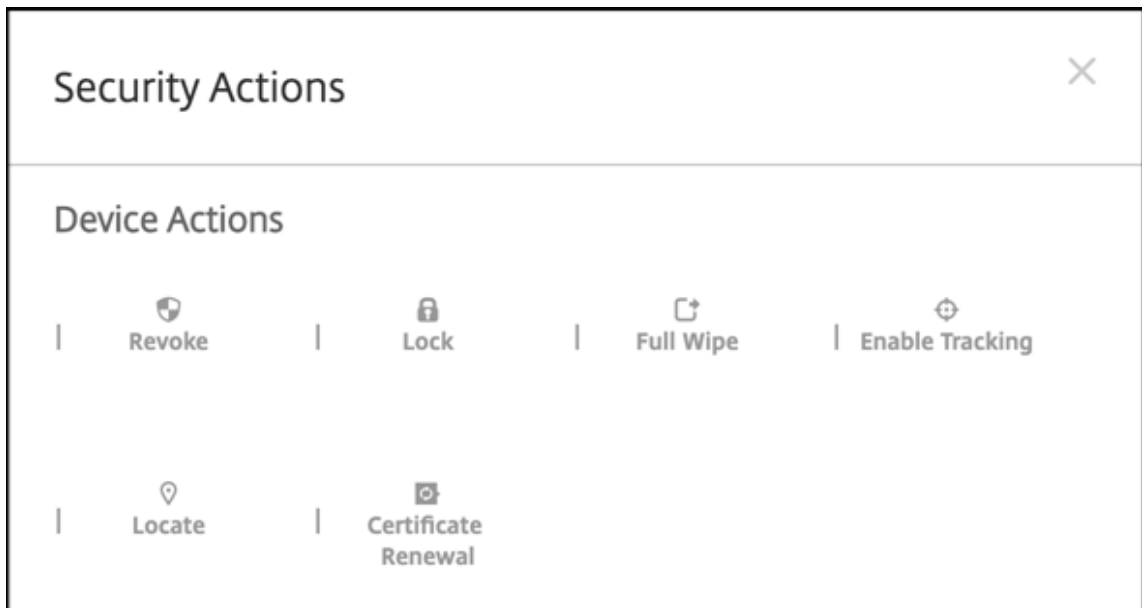 Security Actions
Device Actions
Revoke
Lock
Full Wipe
Enable Tracking
Locate
Certificate
Renewal